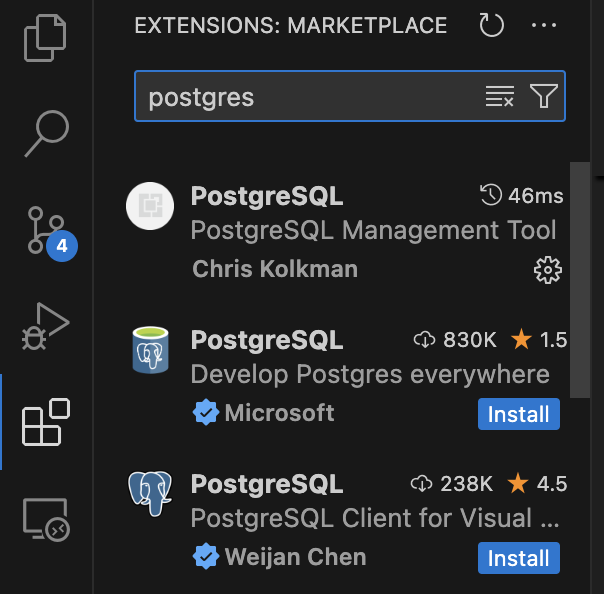 EXTENSIONS: MARKETPLACE
postgres
PostgreSQL 46ms
PostgreSQL Management Tool
Chris Kolkman
4
PostgreSQL 830K 1.5
Develop Postgres everywhere
Microsoft Install
PostgreSQL 238K 4.5
PostgreSQL Client for Visual ...
Weijan Chen Install